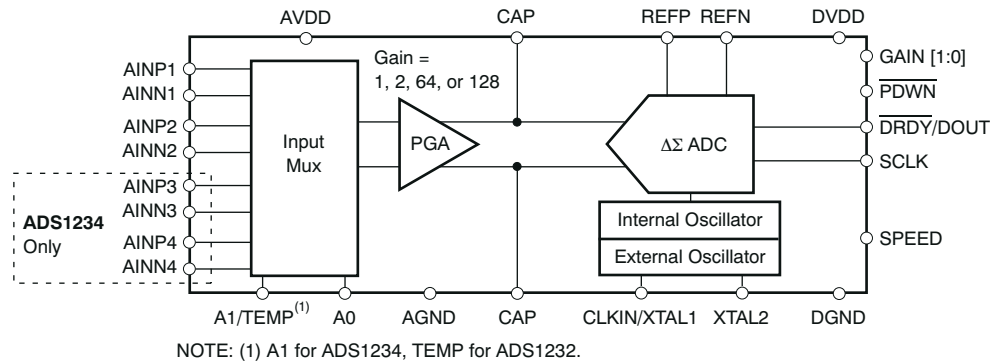 AVDD
CAP
REFP
REFN
DVDD
Gain =
1, 2, 64, or 128
GAIN [1:0]
PDWN
DRDY/DOUT
SCLK
SPEED
AINP1
AINN1
AINP2
AINN2
AINP3
AINN3
AINP4
AINN4
ADS1234
Only
Input
Mux
PGA
ΔΣ ADC
Internal Oscillator
External Oscillator
A1/TEMP(1)
A0
AGND
CAP
CLKIN/XTAL1
XTAL2
DGND
NOTE: (1) A1 for ADS1234, TEMP for ADS1232.